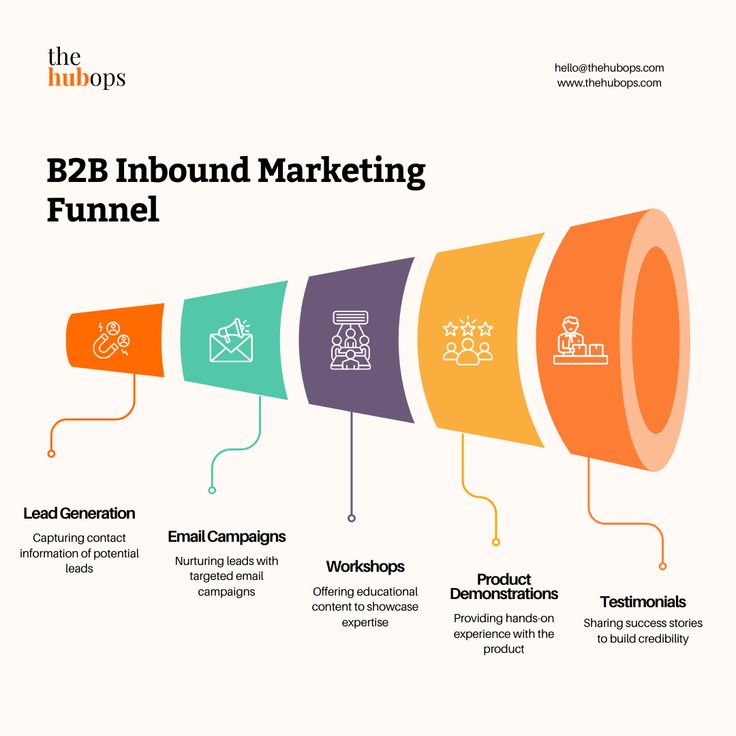 the
hubops
hello@thehubops.com
www.thehubops.com
B2B Inbound Marketing
Funnel
Lead Generation
Capturing contact
information of potential
leads
Email Campaigns
Nurturing leads with
targeted email
campaigns
Workshops
Offering educational
content to showcase
expertise
Product
Demonstrations
Providing hands-on
experience with the
product
Testimonials
Sharing success stories
to build credibility